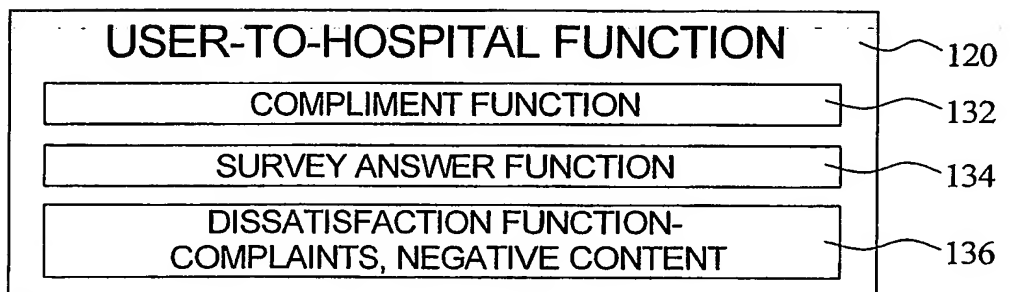 USER-TO-HOSPITAL FUNCTION 120
COMPLIMENT FUNCTION 132
SURVEY ANSWER FUNCTION 134
DISSATISFACTION FUNCTION-
COMPLAINTS, NEGATIVE CONTENT 136